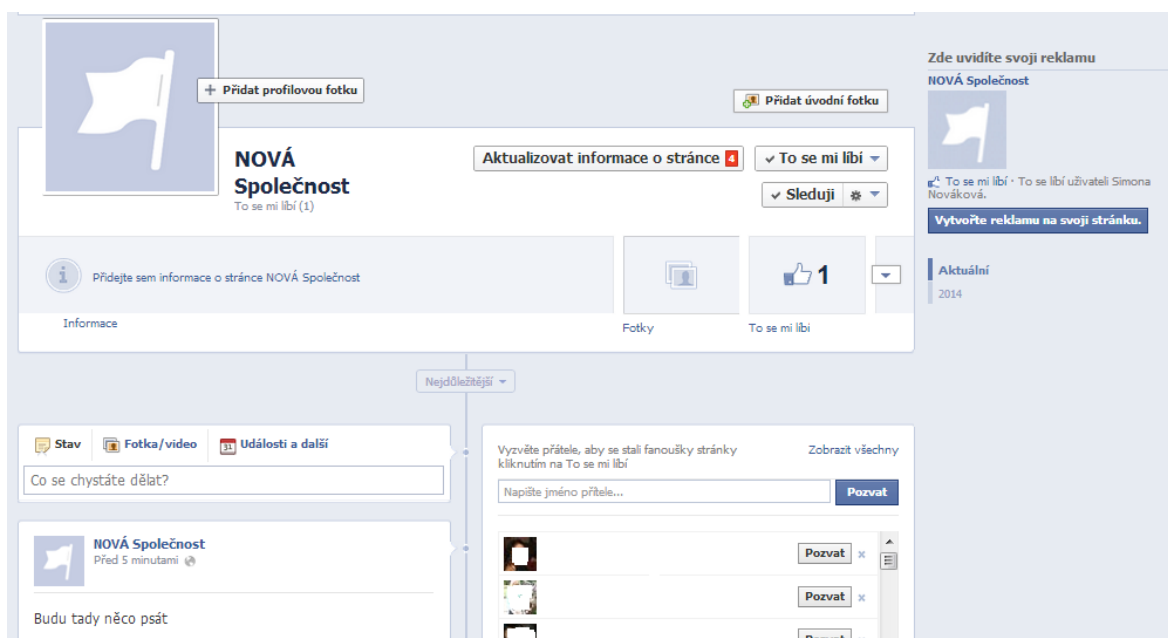 Přidat profilovou fotku
Přidat úvodní fotku
NOVÁ
Společnost
To se mi líbí (1)
Aktualizovat informace o stránce 4
To se mi líbí
Sleduji
Přidejte sem informace o stránce NOVÁ Společnost
1
Informace
Fotky
To se mi líbí
Nejdůležitější
Stav
Fotka/video
31
Události a další
Co se chystáte dělat?
NOVÁ Společnost
Před 5 minutami
Budu tady něco psát
Vyzvěte přátele, aby se stali fanoušky stránky
kliknutím na To se mi líbí
Zobrazit všechny
Napište jméno přítele...
Pozvat
Pozvat
Pozvat
Pozvat
Zde uvidíte svoji reklamu
NOVÁ Společnost
To se mi líbí · To se líbí uživateli Simona
Nováková.
Vytvořte reklamu na svoji stránku.
Aktuální
2014